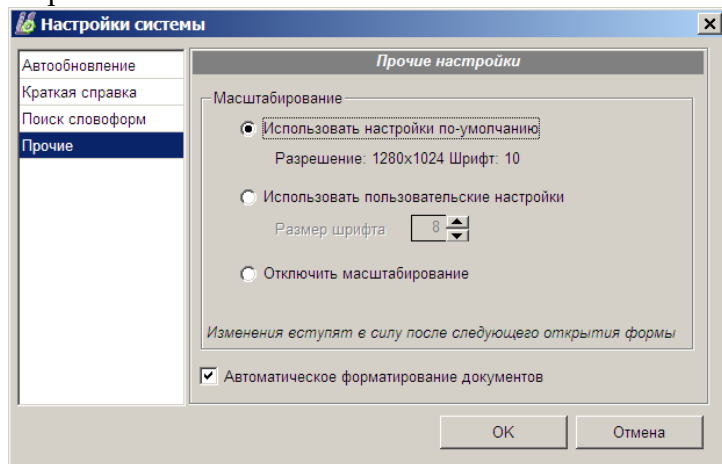 Настройки системы
Автообновление
Краткая справка
Поиск словоформ
Прочие
Прочие настройки
Масштабирование
Использовать настройки по-умолчанию
Разрешение: 1280x1024 Шрифт: 10
Использовать пользовательские настройки
Размер шрифта 8
Отключить масштабирование
Изменения вступят в силу после следующего открытия формы
Автоматическое форматирование документов
OK Отмена